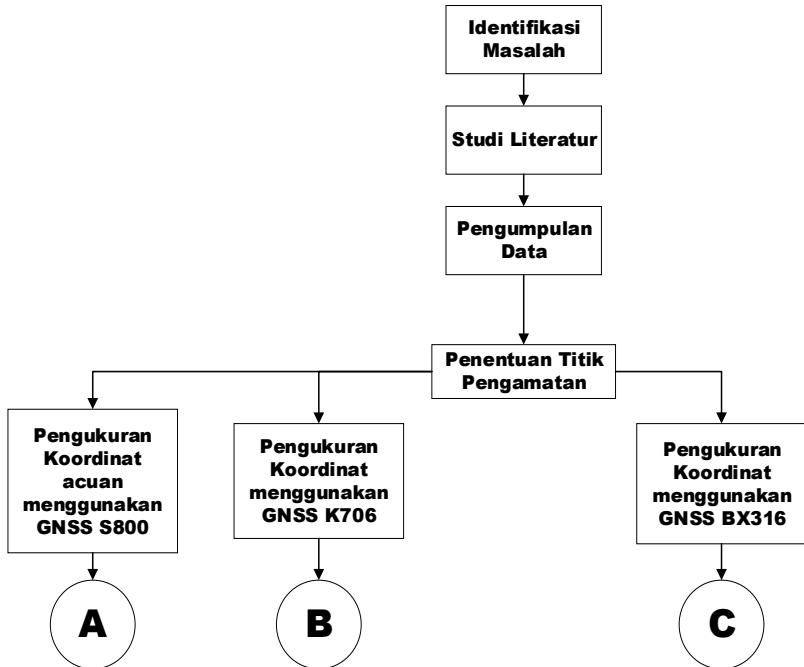 Identifikasi
Masalah
Studi Literatur
Pengumpulan
Data
Penentuan Titik
Pengamatan
Pengukuran
Koordinat
acuan
menggunakan
GNSS S800
Pengukuran
Koordinat
menggunakan
GNSS K706
Pengukuran
Koordinat
menggunakan
GNSS BX316
A
B
C